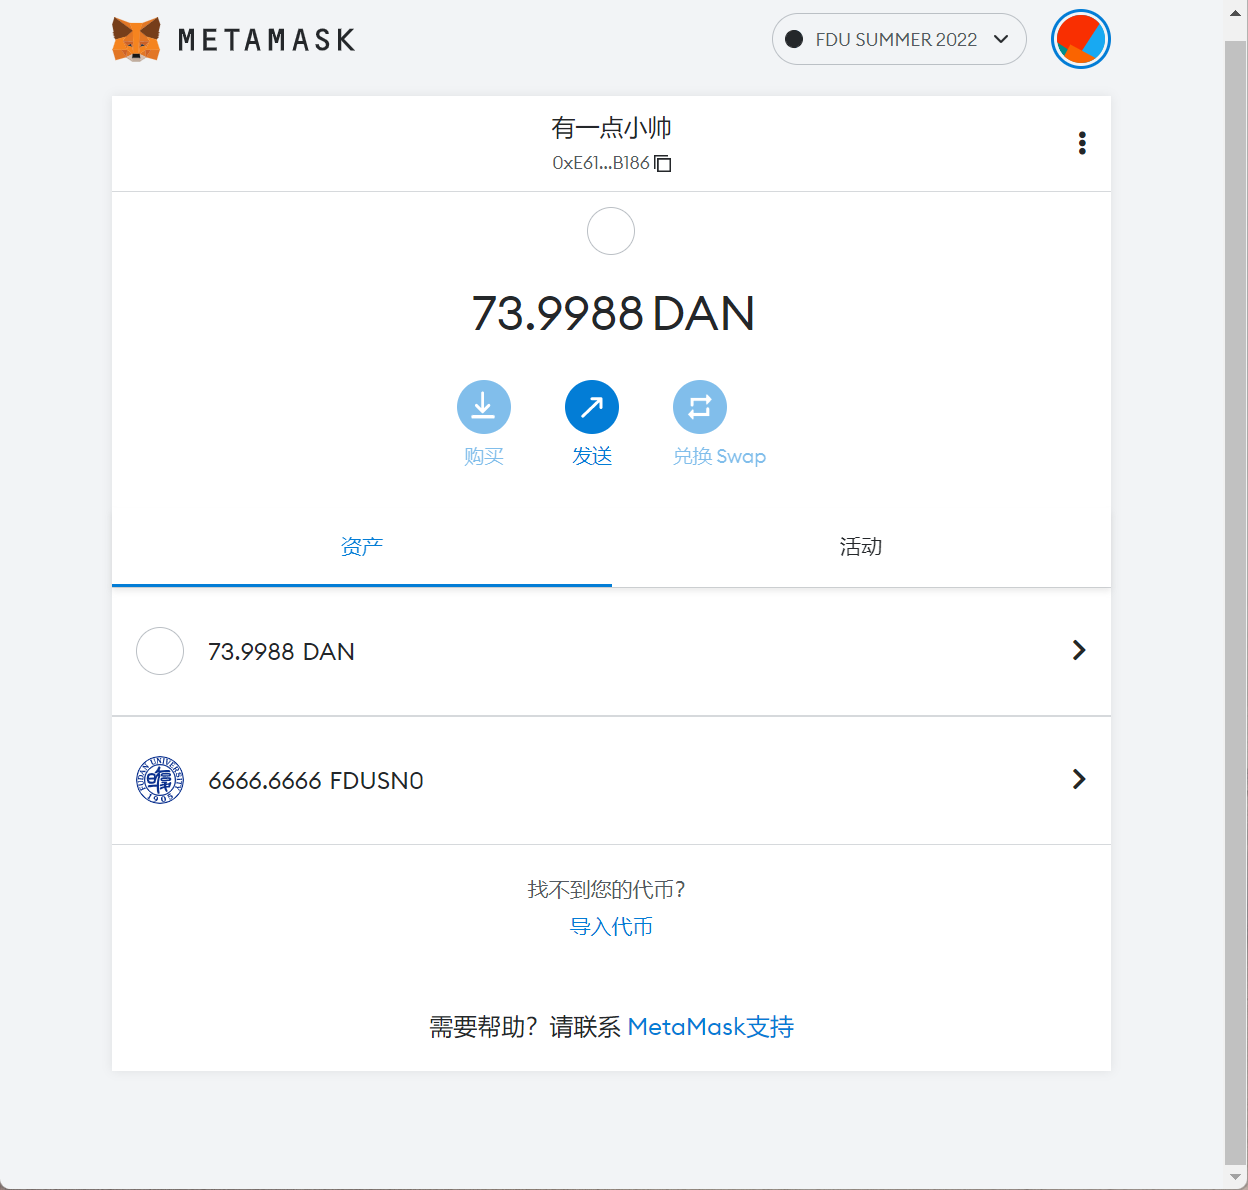 METAMASK
FDU SUMMER 2022
有一点小帅
0xE61...B186
73.9988 DAN
购买
发送
兑换 Swap
资产
活动
73.9988 DAN
FUDAN UNIVERSITY
1905
6666.6666 FDUSN0
找不到您的代币?
导入代币
需要帮助？请联系 MetaMask支持